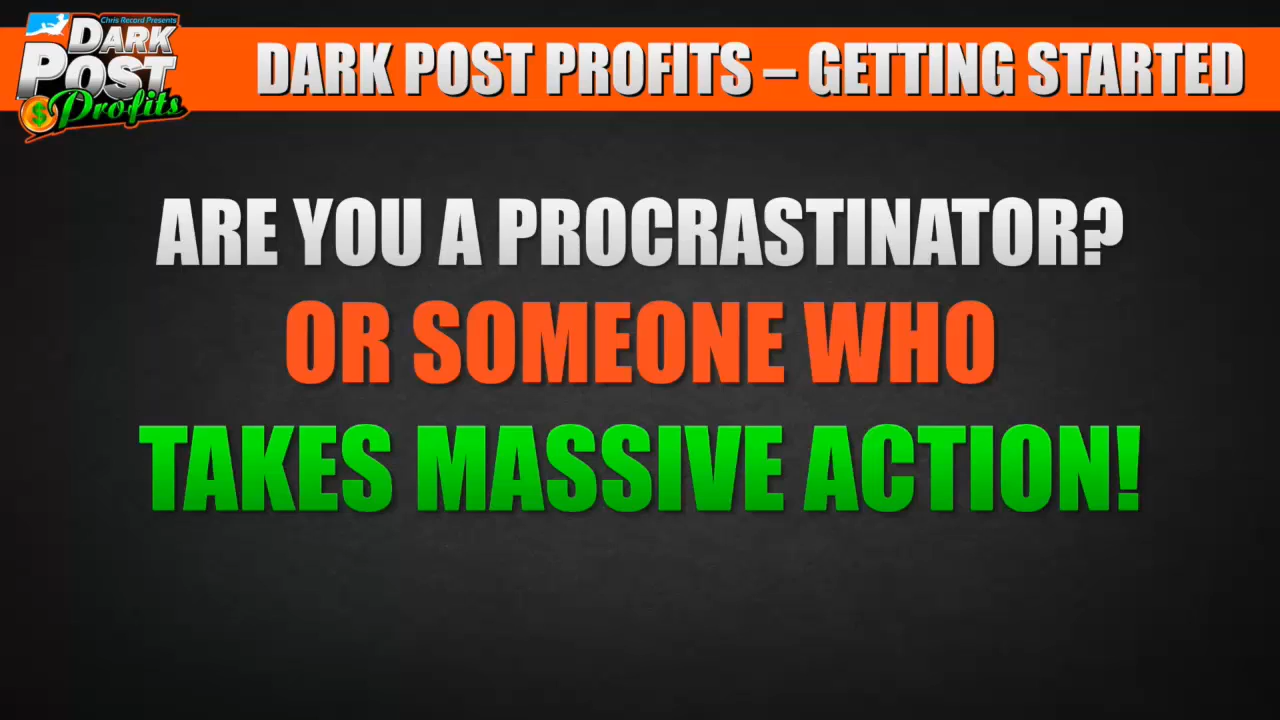 Chris Record Presents
DARK
POST
Profits
$
DARK POST PROFITS – GETTING STARTED
ARE YOU A PROCRASTINATOR?
OR SOMEONE WHO
TAKES MASSIVE ACTION!